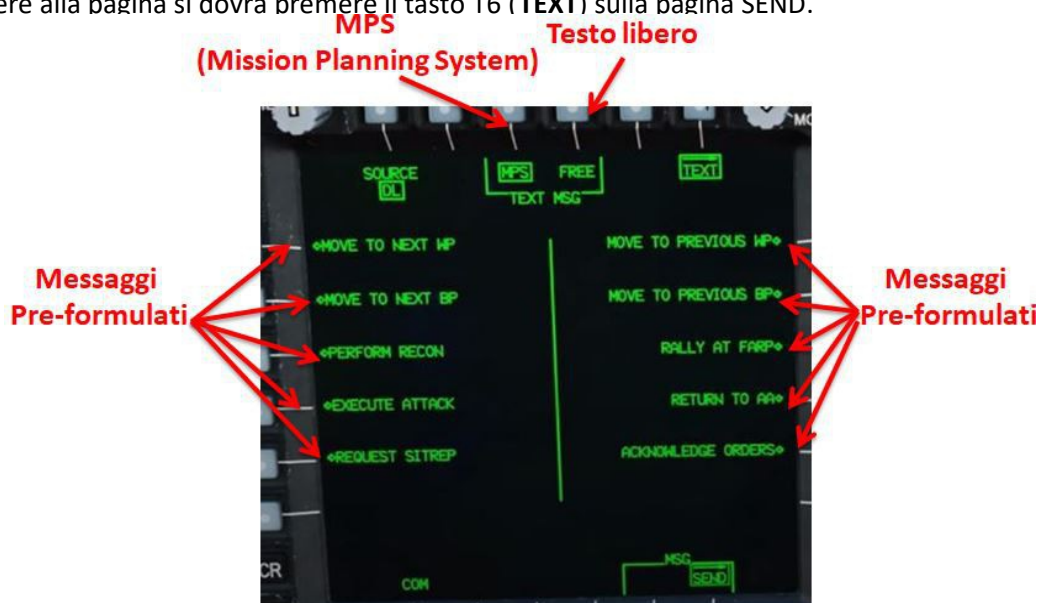 ere alla pagina si dovrà premere il tasto T6 (TEXT) sulla pagina SEND.
MPS
(Mission Planning System)
Testo libero
MO
SOURCE
DL
MPS FREE
TEXT MSG
TEXT
Messaggi
Pre-formulati
MOVE TO NEXT WP
MOVE TO NEXT BP
PERFORM RECON
EXECUTE ATTACK
REQUEST SITREP
MOVE TO PREVIOUS WP
MOVE TO PREVIOUS BP
RALLY AT FARP
RETURN TO AA
ACKNOWLEDGE ORDERS
Messaggi
Pre-formulati
CR
COM
MSG
SEND